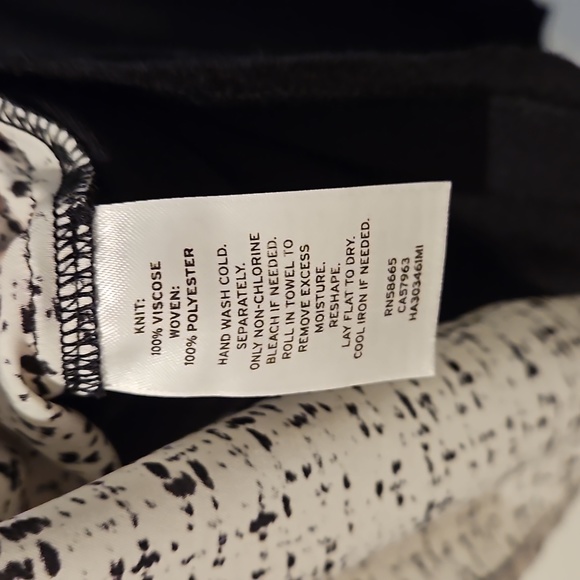 KNIT:
100% VISCOSE
WOVEN:
100% POLYESTER
HAND WASH COLD.
SEPARATELY.
ONLY NON-CHLORINE
BLEACH IF NEEDED.
ROLL IN TOWEL TO
REMOVE EXCESS
MOISTURE.
RESHAPE.
LAY FLAT TO DRY.
COOL IRON IF NEEDED.
RN58665
CA57963
HA303461MI